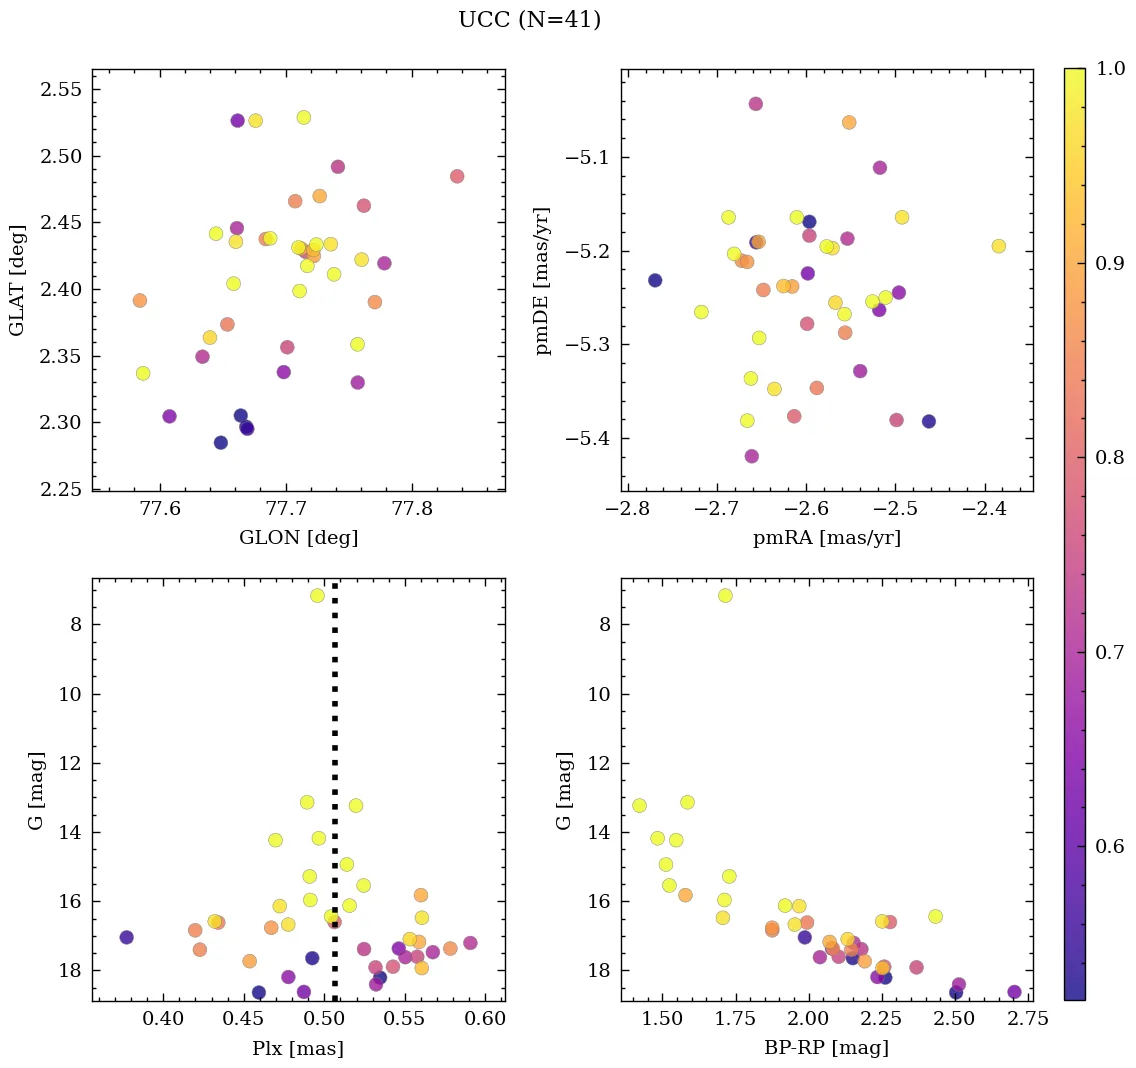 UCC (N=41)
2.55
2.50
2.45
2.40
2.35
2.30
2.25
GLAT [deg]
77.6 77.7 77.8
GLON [deg]
−5.1
−5.2
−5.3
−5.4
pmDE [mas/yr]
−2.8 −2.7 −2.6 −2.5 −2.4
pmRA [mas/yr]
8
10
12
14
16
18
G [mag]
0.40 0.45 0.50 0.55 0.60
Plx [mas]
8
10
12
14
16
18
G [mag]
1.50 1.75 2.00 2.25 2.50 2.75
BP-RP [mag]
1.0
0.9
0.8
0.7
0.6